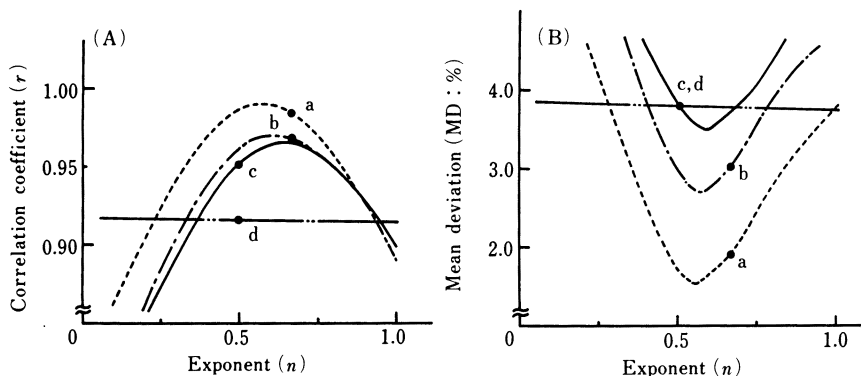 (A)
Correlation coefficient (r)
1.00
0.95
0.90
a
b
c
d
0
0.5
1.0
Exponent (n)
(B)
Mean deviation (MD : %)
4.0
3.0
2.0
c,d
b
a
0
0.5
1.0
Exponent (n)